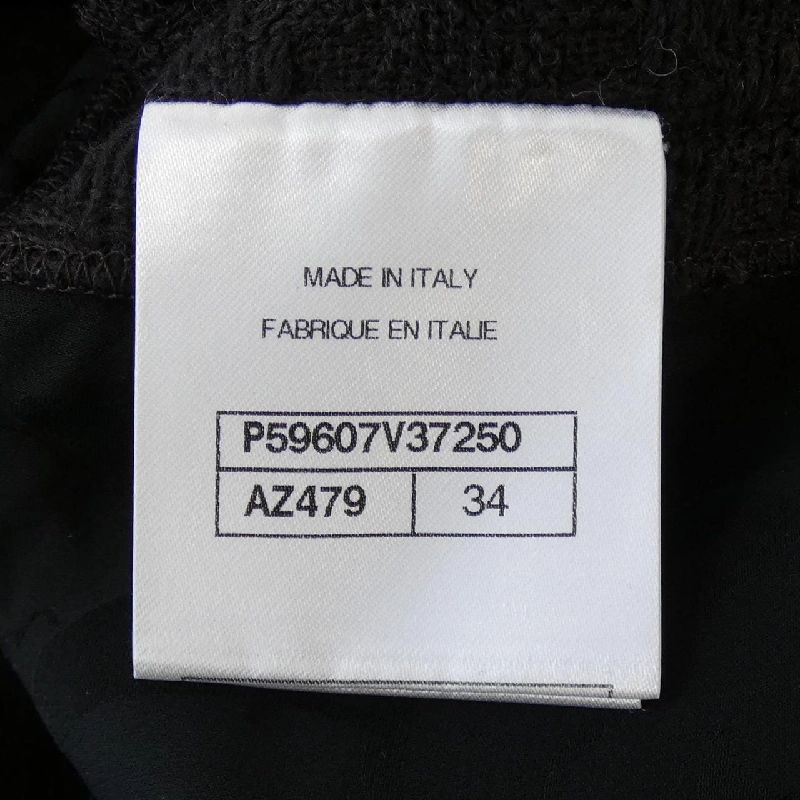 MADE IN ITALY
FABRIQUE EN ITALIE
P59607V37250
AZ479 34